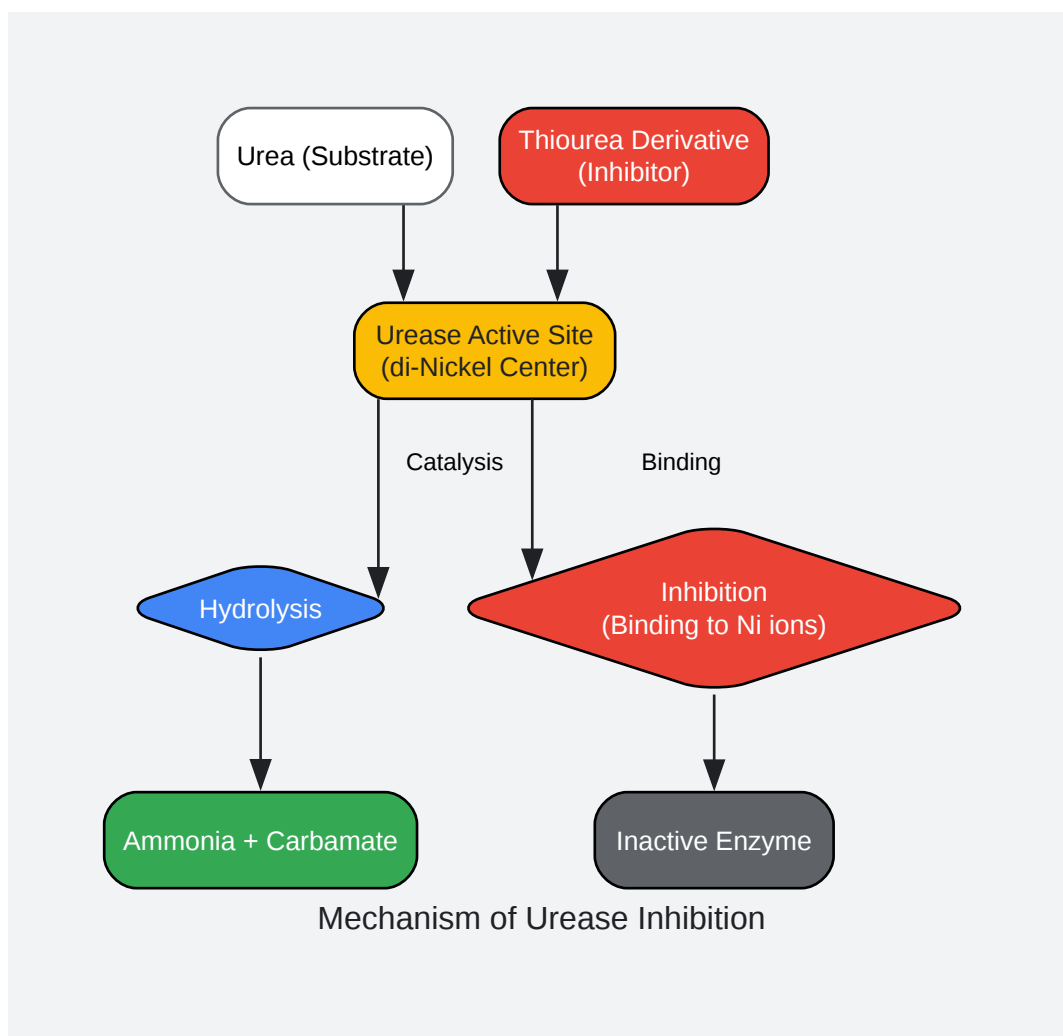 Urea (Substrate)
Thiourea Derivative
(Inhibitor)
Urease Active Site
(di-Nickel Center)
Catalysis
Binding
Hydrolysis
Inhibition
(Binding to Ni ions)
Ammonia + Carbamate
Inactive Enzyme
Mechanism of Urease Inhibition